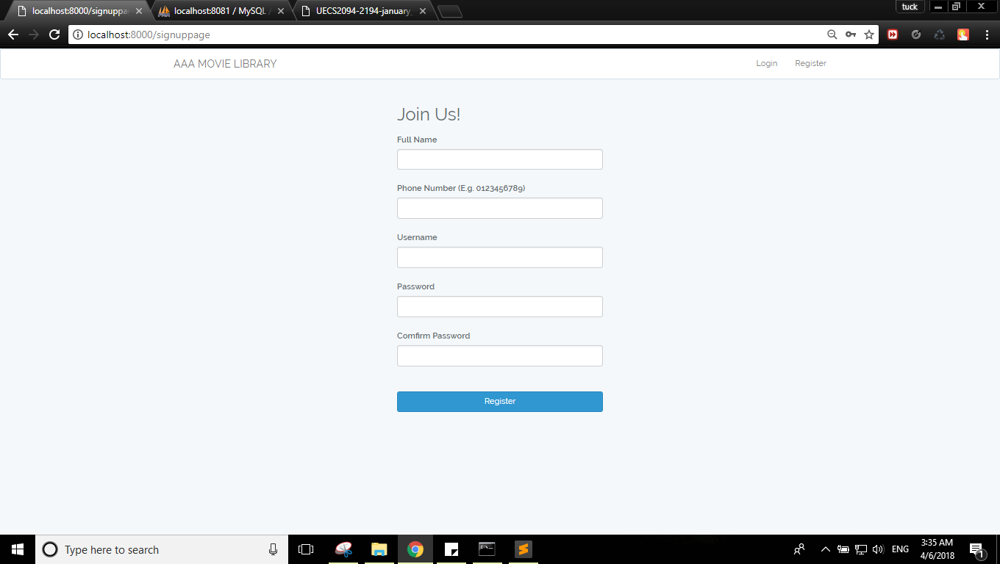 localhost:8000/signuppa
localhost:8081 / MySQL /
UECS2094-2194-january_
tuck
localhost:8000/signuppage
AAA MOVIE LIBRARY
Login
Register
Join Us!
Full Name
Phone Number (E.g. 0123456789)
Username
Password
Comfirm Password
Register
Type here to search
ENG
3:35 AM
4/6/2018
1